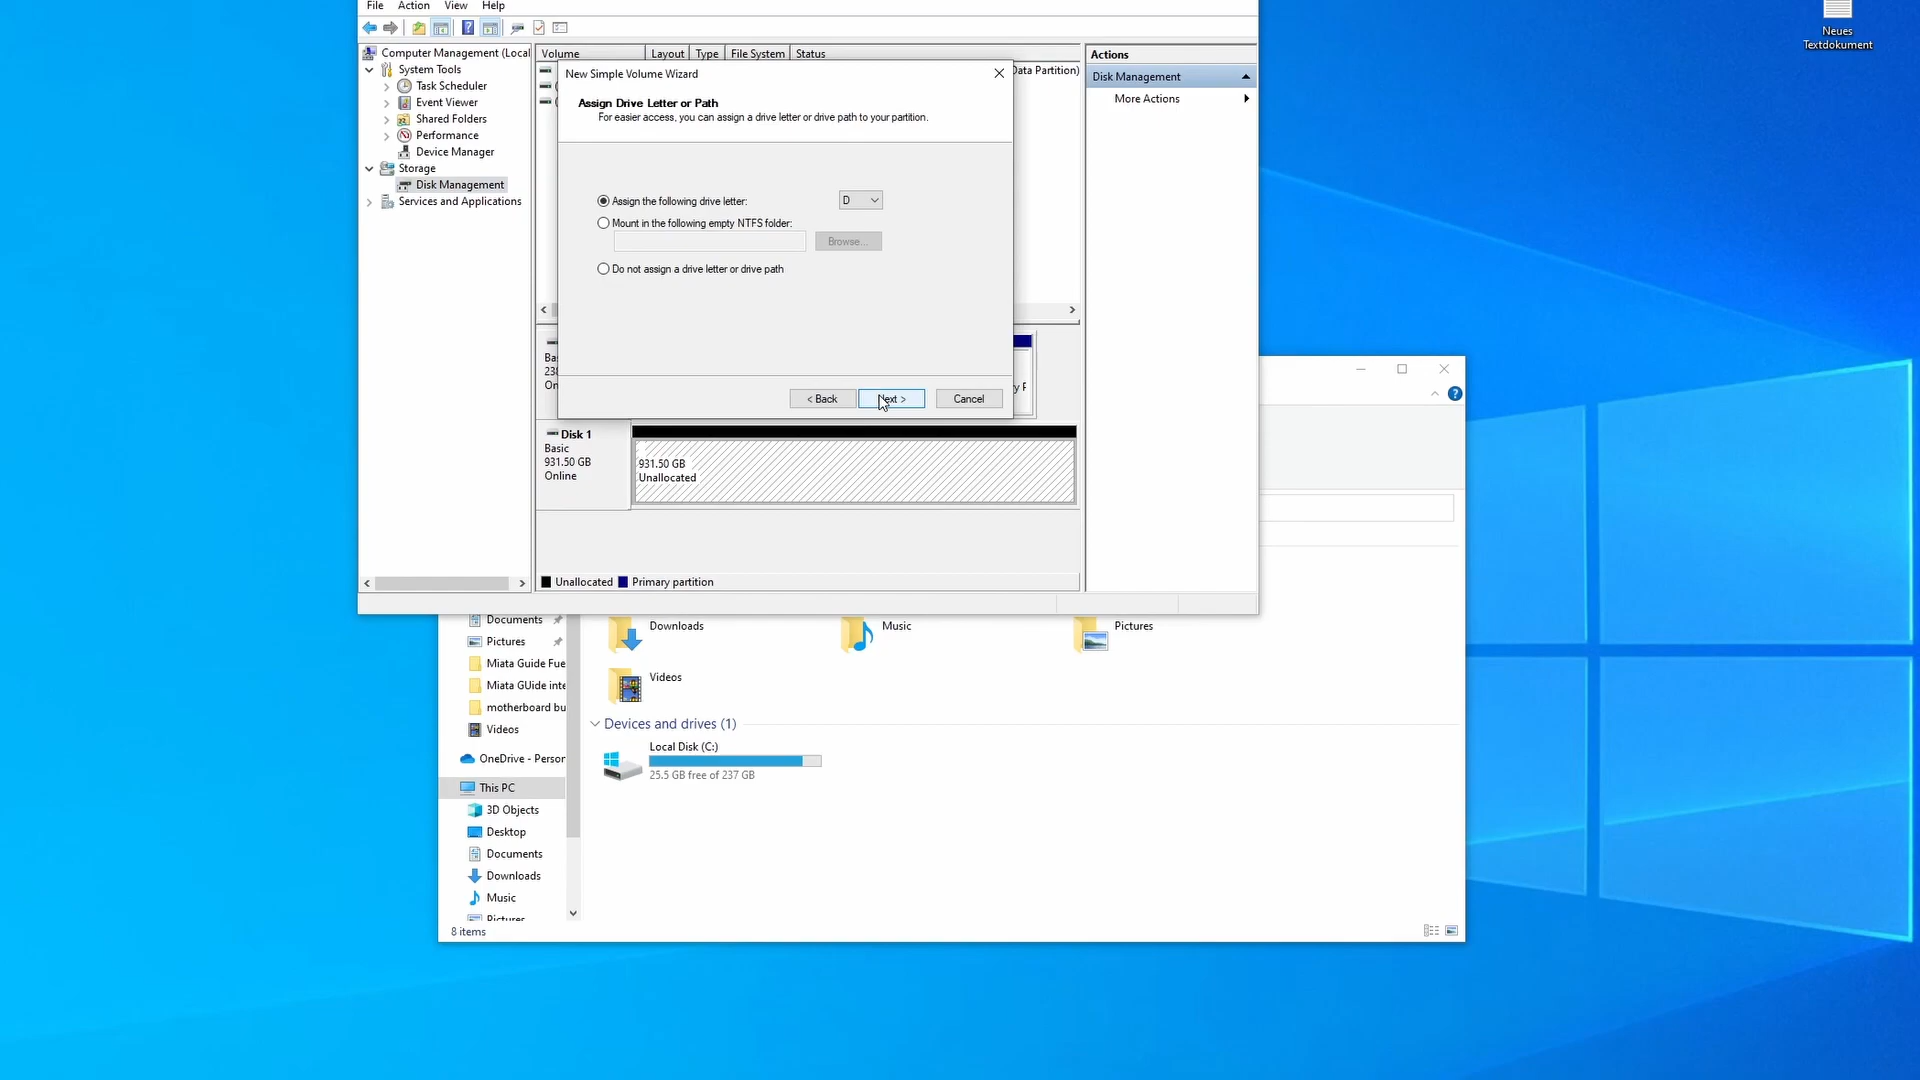 File Action View Help
Neues
Textdokument
Computer Management (Local
System Tools
Task Scheduler
Event Viewer
Shared Folders
Performance
Device Manager
Storage
Disk Management
Services and Applications
Volume Layout Type File System Status
Data Partition)
Actions
Disk Management
More Actions
New Simple Volume Wizard
Assign Drive Letter or Path
For easier access, you can assign a drive letter or drive path to your partition.
Assign the following drive letter: D
Mount in the following empty NTFS folder:
Browse...
Do not assign a drive letter or drive path
< Back Next > Cancel
Disk 1
Basic
931.50 GB
Online
931.50 GB
Unallocated
Unallocated Primary partition
Documents
Pictures
Miata Guide Fue
Miata GUide inte
motherboard bu
Videos
OneDrive - Person
This PC
3D Objects
Desktop
Documents
Downloads
Music
Pictures
8 items
Downloads Music Pictures
Videos
Devices and drives (1)
Local Disk (C:)
25.5 GB free of 237 GB